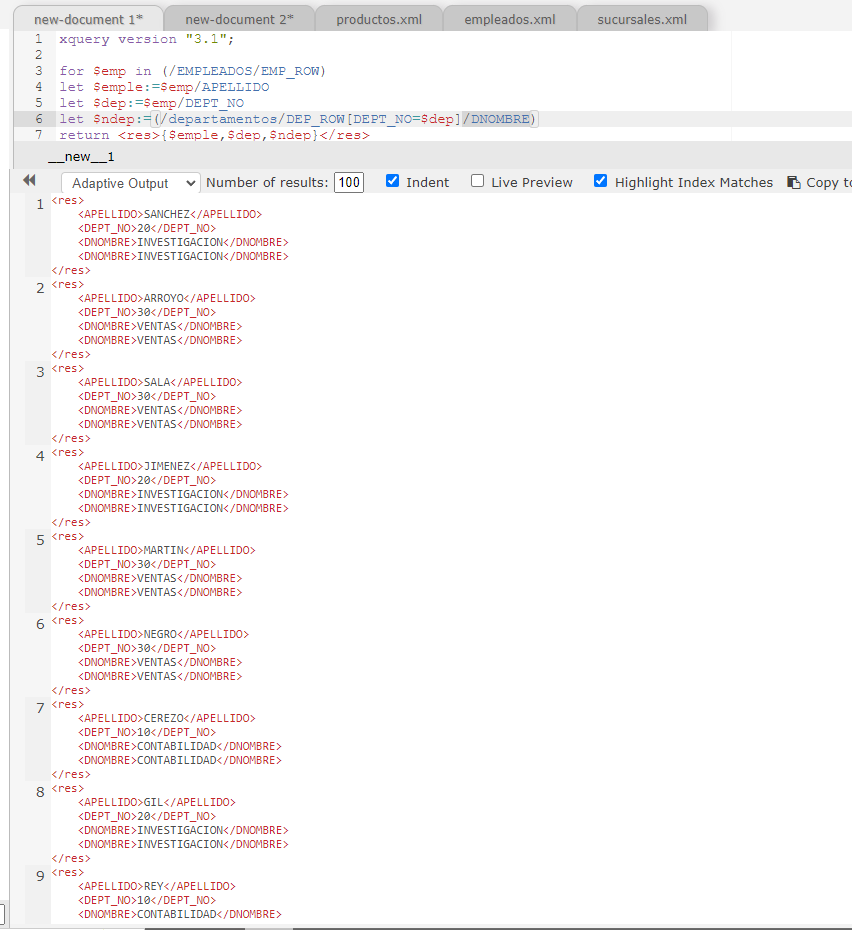 new-document 1* new-document 2* productos.xml empleados.xml sucursales.xml
1 xquery version "3.1";
2
3 for $emp in (/EMPLEADOS/EMP_ROW)
4 let $emple:=$emp/APELLIDO
5 let $dep:=$emp/DEPT_NO
6 let $ndep:=(/departamentos/DEP_ROW[DEPT_NO=$dep]/DNOMBRE)
7 return <res>{$emple,$dep,$ndep}</res>
__new__1
Adaptive Output Number of results: 100 Indent Live Preview Highlight Index Matches Copy to
1 <res>
<APELLIDO>SANCHEZ</APELLIDO>
<DEPT_NO>20</DEPT_NO>
<DNOMBRE>INVESTIGACION</DNOMBRE>
<DNOMBRE>INVESTIGACION</DNOMBRE>
</res>
2 <res>
<APELLIDO>ARROYO</APELLIDO>
<DEPT_NO>30</DEPT_NO>
<DNOMBRE>VENTAS</DNOMBRE>
<DNOMBRE>VENTAS</DNOMBRE>
</res>
3 <res>
<APELLIDO>SALA</APELLIDO>
<DEPT_NO>30</DEPT_NO>
<DNOMBRE>VENTAS</DNOMBRE>
<DNOMBRE>VENTAS</DNOMBRE>
</res>
4 <res>
<APELLIDO>JIMENEZ</APELLIDO>
<DEPT_NO>20</DEPT_NO>
<DNOMBRE>INVESTIGACION</DNOMBRE>
<DNOMBRE>INVESTIGACION</DNOMBRE>
</res>
5 <res>
<APELLIDO>MARTIN</APELLIDO>
<DEPT_NO>30</DEPT_NO>
<DNOMBRE>VENTAS</DNOMBRE>
<DNOMBRE>VENTAS</DNOMBRE>
</res>
6 <res>
<APELLIDO>NEGRO</APELLIDO>
<DEPT_NO>30</DEPT_NO>
<DNOMBRE>VENTAS</DNOMBRE>
<DNOMBRE>VENTAS</DNOMBRE>
</res>
7 <res>
<APELLIDO>CEREZO</APELLIDO>
<DEPT_NO>10</DEPT_NO>
<DNOMBRE>CONTABILIDAD</DNOMBRE>
<DNOMBRE>CONTABILIDAD</DNOMBRE>
</res>
8 <res>
<APELLIDO>GIL</APELLIDO>
<DEPT_NO>20</DEPT_NO>
<DNOMBRE>INVESTIGACION</DNOMBRE>
<DNOMBRE>INVESTIGACION</DNOMBRE>
</res>
9 <res>
<APELLIDO>REY</APELLIDO>
<DEPT_NO>10</DEPT_NO>
<DNOMBRE>CONTABILIDAD</DNOMBRE>